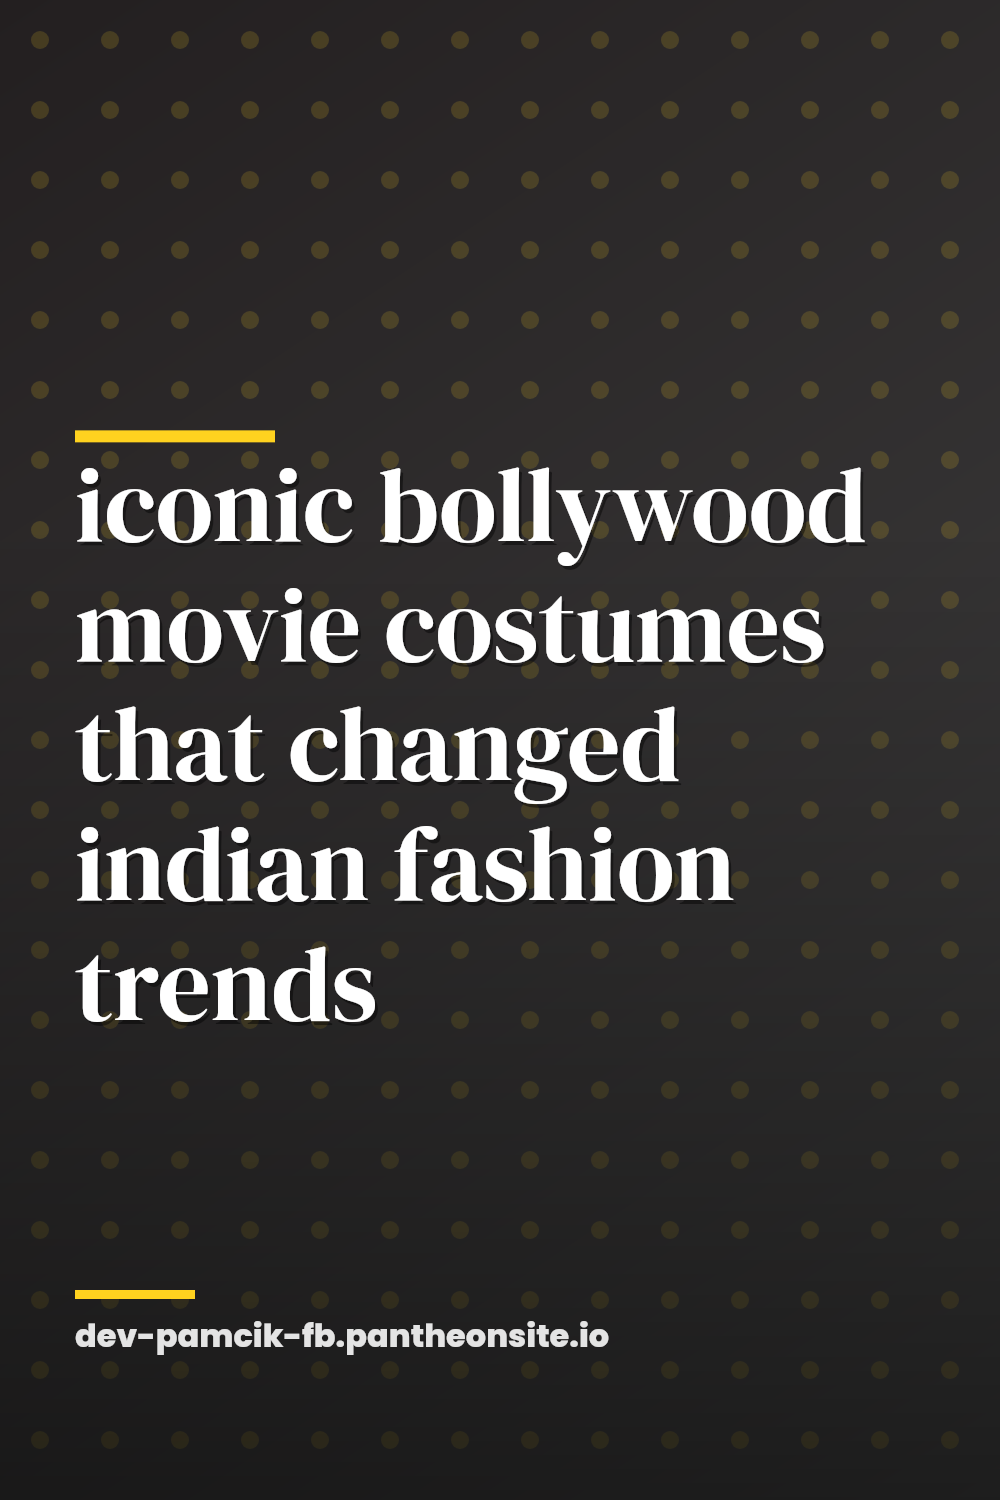 iconic bollywood
movie costumes
that changed
indian fashion
trends
dev-pamcik-fb.pantheonsite.io